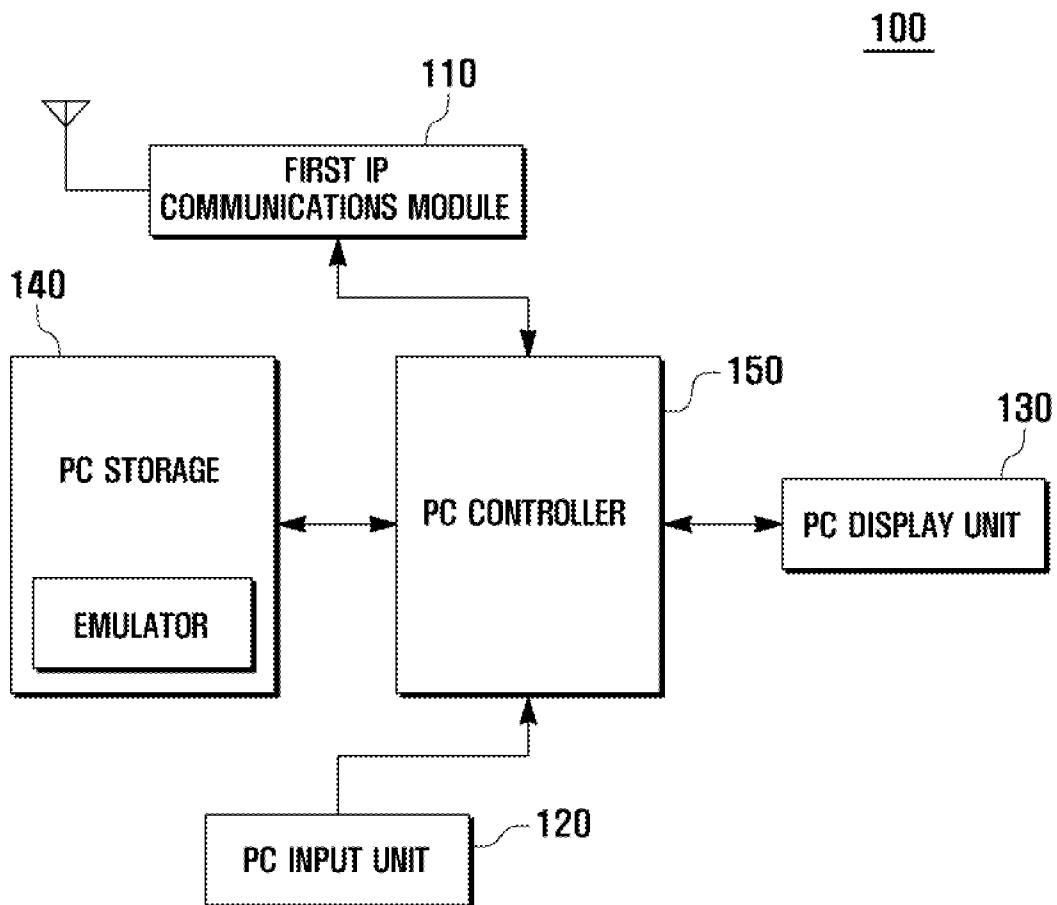 100
110
FIRST IP
COMMUNICATIONS MODULE
140
150
130
PC STORAGE
PC CONTROLLER
PC DISPLAY UNIT
EMULATOR
120
PC INPUT UNIT